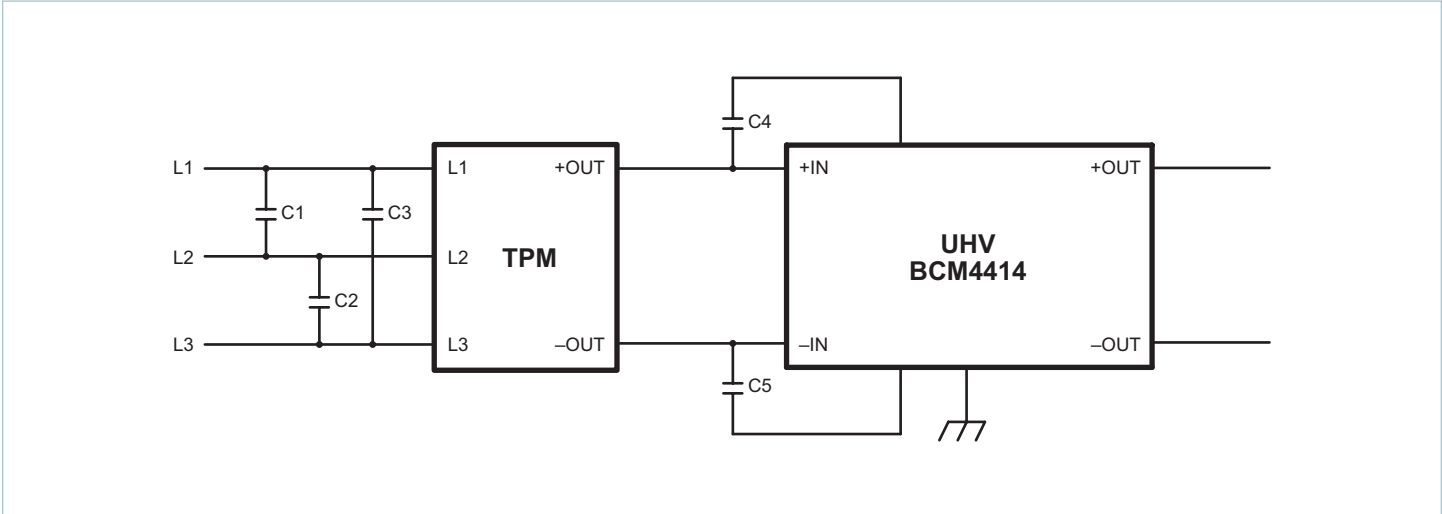 C4
L1
L1
+OUT
+IN
+OUT
C1
C3
L2
L2
TPM
UHV
BCM4414
C2
L3
L3
–OUT
–IN
–OUT
C5